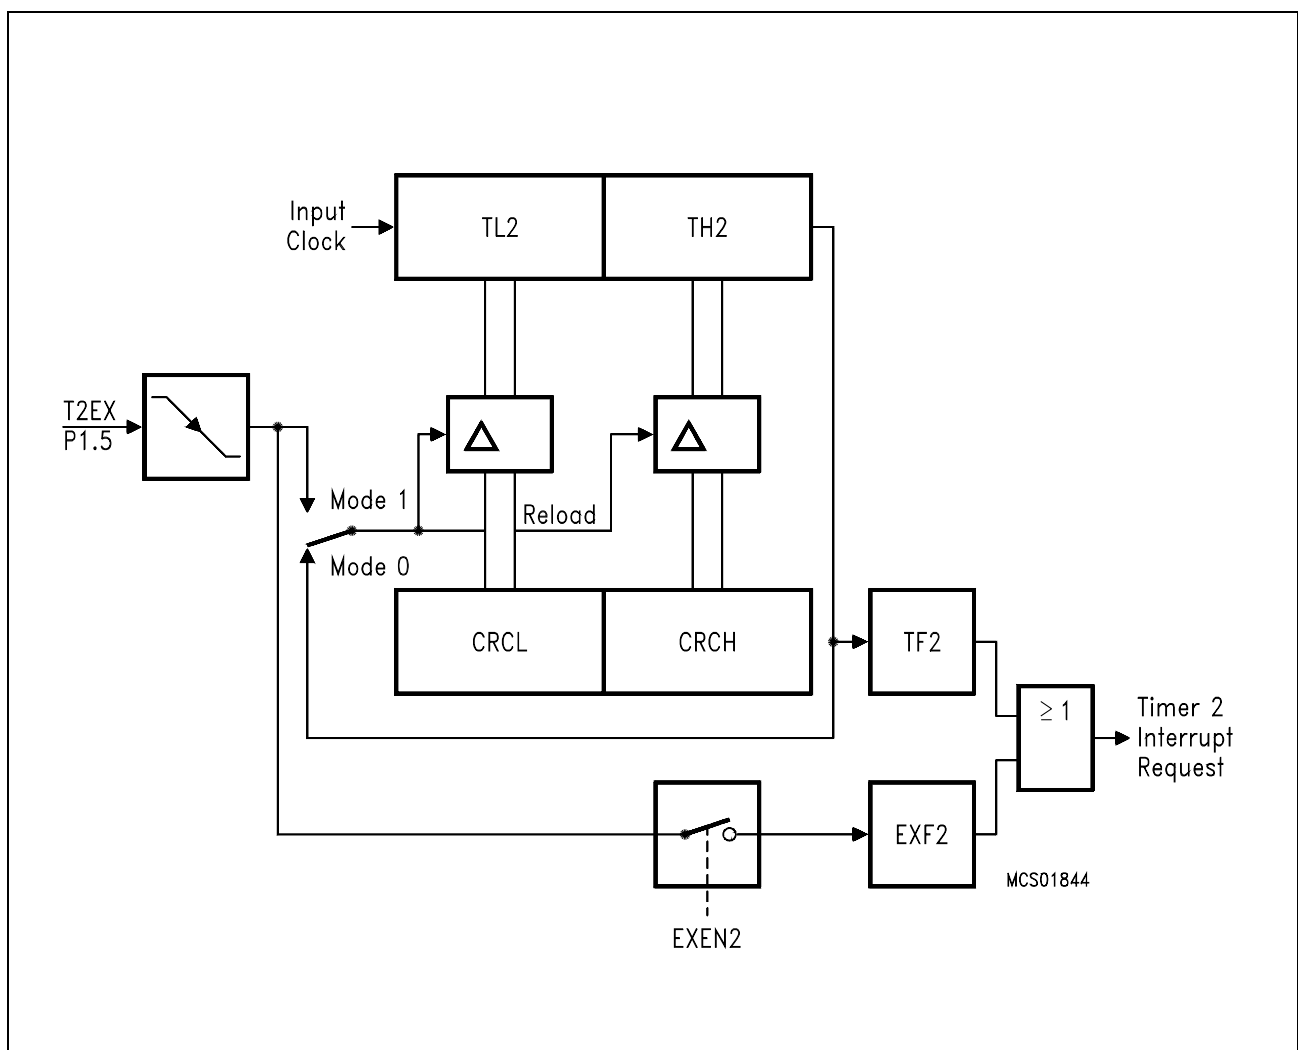 Input
Clock
TL2
TH2
T2EX
P1.5
Mode 1
Reload
Mode 0
CRCL
CRCH
TF2
≥ 1
Timer 2
Interrupt
Request
EXF2
MCS01844
EXEN2